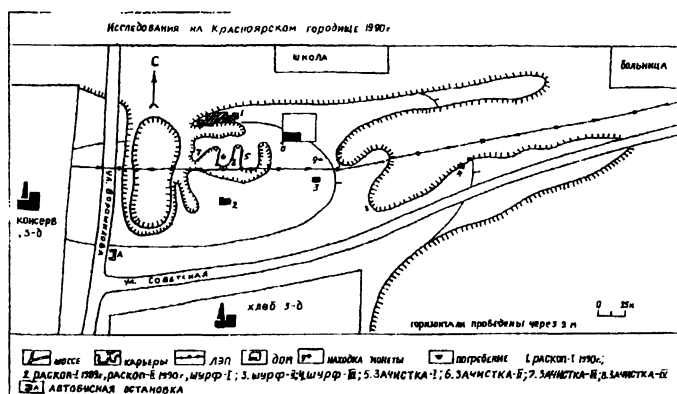 Исследования на Красноярском городище 1990г
ШКОЛА
БОЛЬНИЦА
С
1
7
6
8
5
9
3
4
2
КОНСЕРВ
З-Д
А
УЛ. СОВЕТСКАЯ
ХЛЕБ З-Д
0 25м
ГОРИЗОНТАЛИ ПРОВЕДЕНЫ ЧЕРЕЗ 2 М
ШОССЕ КАРЬЕРЫ ЛЭП ДОМ НАХОДКА МОНЕТЫ ПОГРЕБЕНИЕ 1. РАСКОП-I 1990г.;
2 РАСКОП-I 1989г, РАСКОП-II 1990г, ШУРФ-I; 3. ШУРФ-II; 4. ШУРФ-III; 5. ЗАЧИСТКА-I; 6. ЗАЧИСТКА-II; 7. ЗАЧИСТКА-III; 8. ЗАЧИСТКА-IV
А АВТОБУСНАЯ ОСТАНОВКА